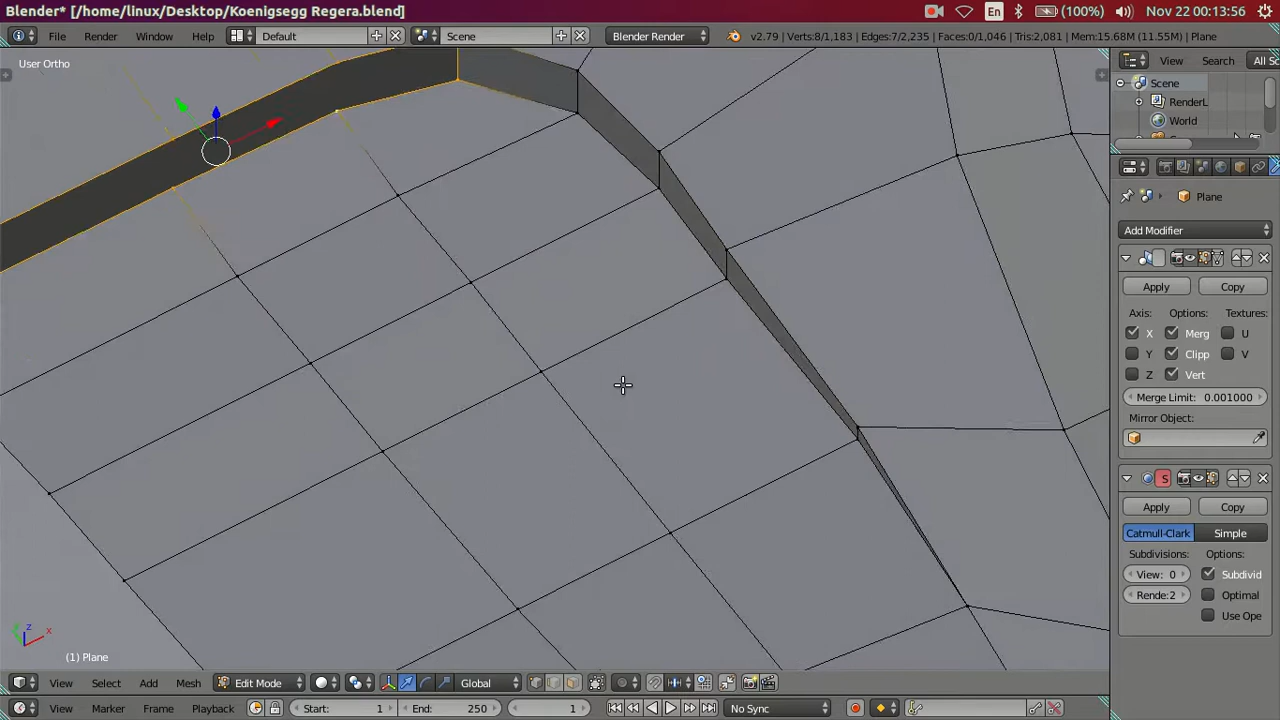 Blender* [/home/linux/Desktop/Koenigsegg Regera.blend]
En
(100%)
Nov 22 00:13:56
File
Render
Window
Help
Default
Scene
Blender Render
v2.79 | Verts:8/1,183 | Edges:7/2,235 | Faces:0/1,046 | Tris:2,081 | Mem:15.68M (11.55M) | Plane
User Ortho
View
Search
All Sc
Scene
RenderL
World
Plane
Add Modifier
Apply
Copy
Axis:
Options:
Textures:
X
Merg
U
Y
Clipp
V
Z
Vert
Merge Limit: 0.001000
Mirror Object:
S
Apply
Copy
Catmull-Clark
Simple
Subdivisions:
Options:
View: 0
Subdivid
Rende:2
Optimal
Use Ope
z
x
(1) Plane
View
Select
Add
Mesh
Edit Mode
Global
View
Marker
Frame
Playback
Start: 1
End: 250
1
No Sync